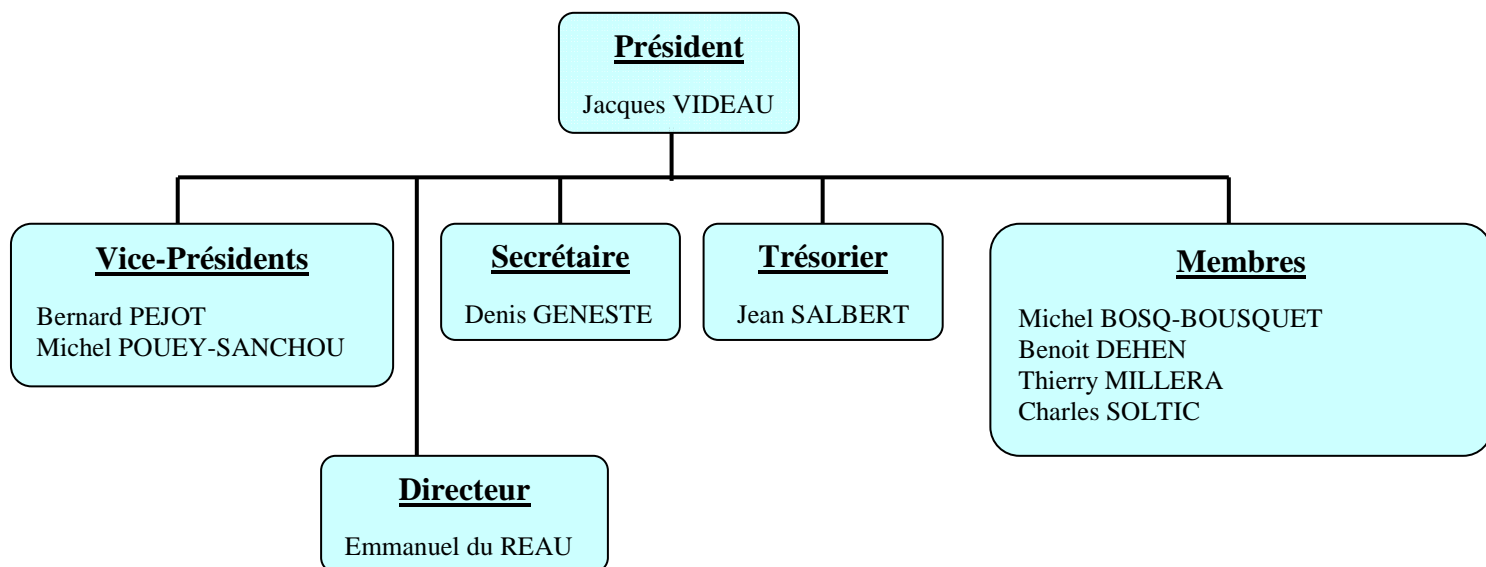 Président
Jacques VIDEAU
Vice-Présidents
Bernard PEJOT
Michel POUEY-SANCHOU
Secrétaire
Denis GENESTE
Trésorier
Jean SALBERT
Membres
Michel BOSQ-BOUSQUET
Benoit DEHEN
Thierry MILLERA
Charles SOLTIC
Directeur
Emmanuel du REAU